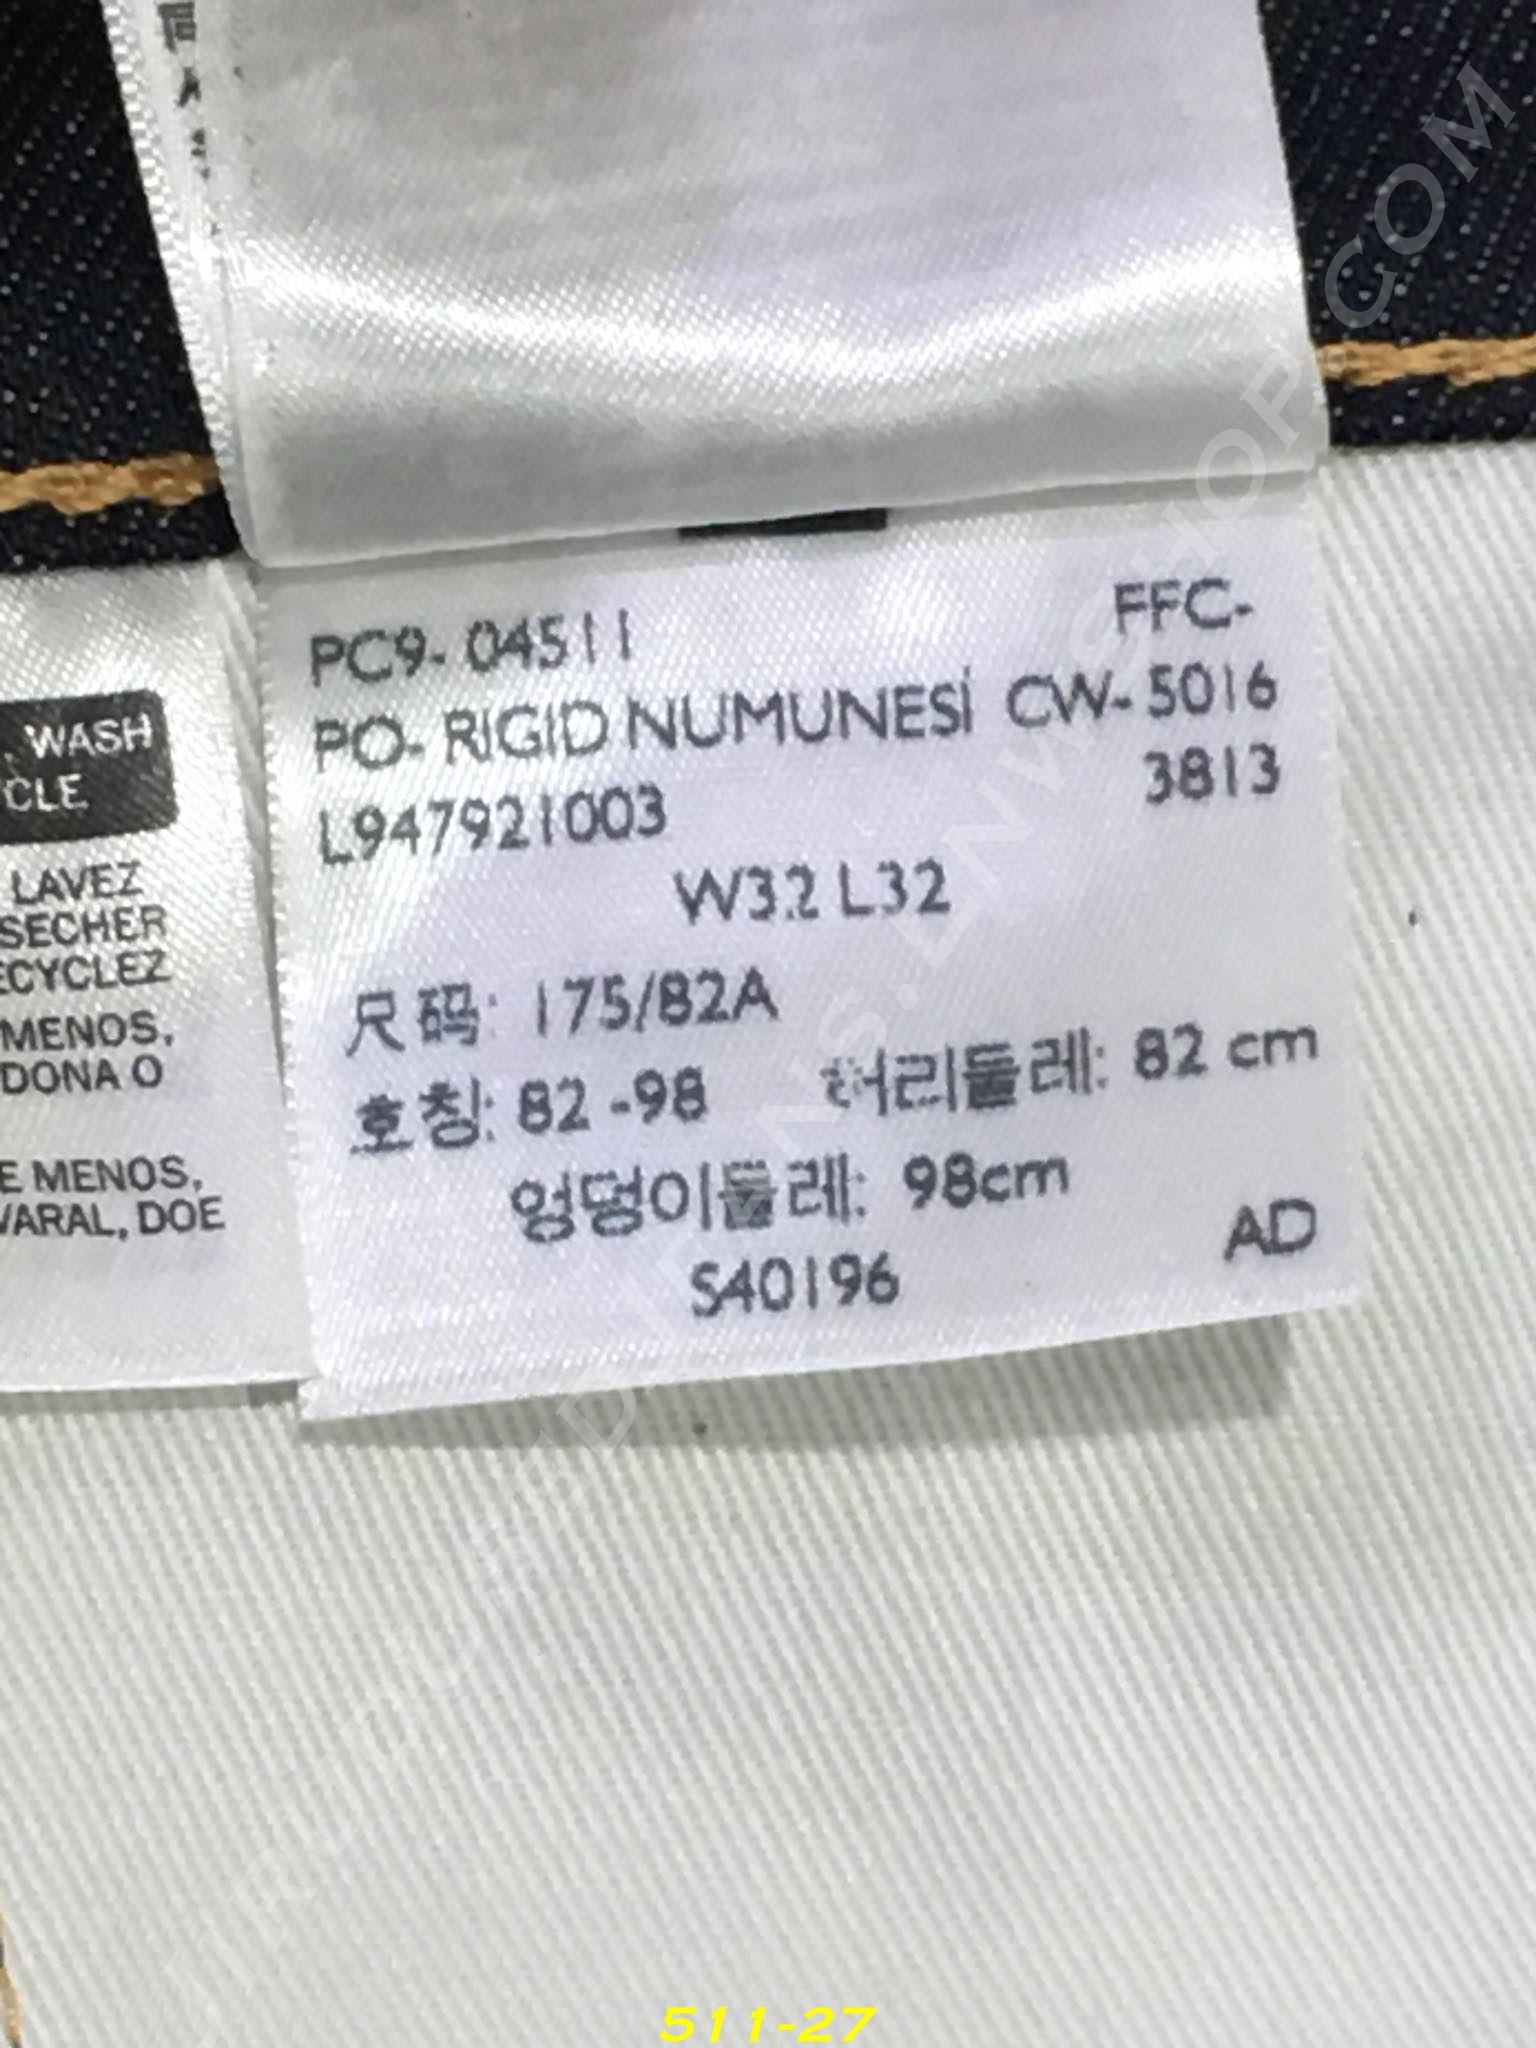 WASH
CLE
LAVEZ
SECHER
ECYCLEZ
MENOS,
DONA O
E MENOS,
VARAL, DOE
PC9- 04511 FFC-
PO- RIGID NUMUNESİ CW- 5016
L947921003 3813
W32 L32
尺码: 175/82A
호칭: 82 -98 허리둘레: 82 cm
엉덩이둘레: 98cm
S40196 AD
511-27